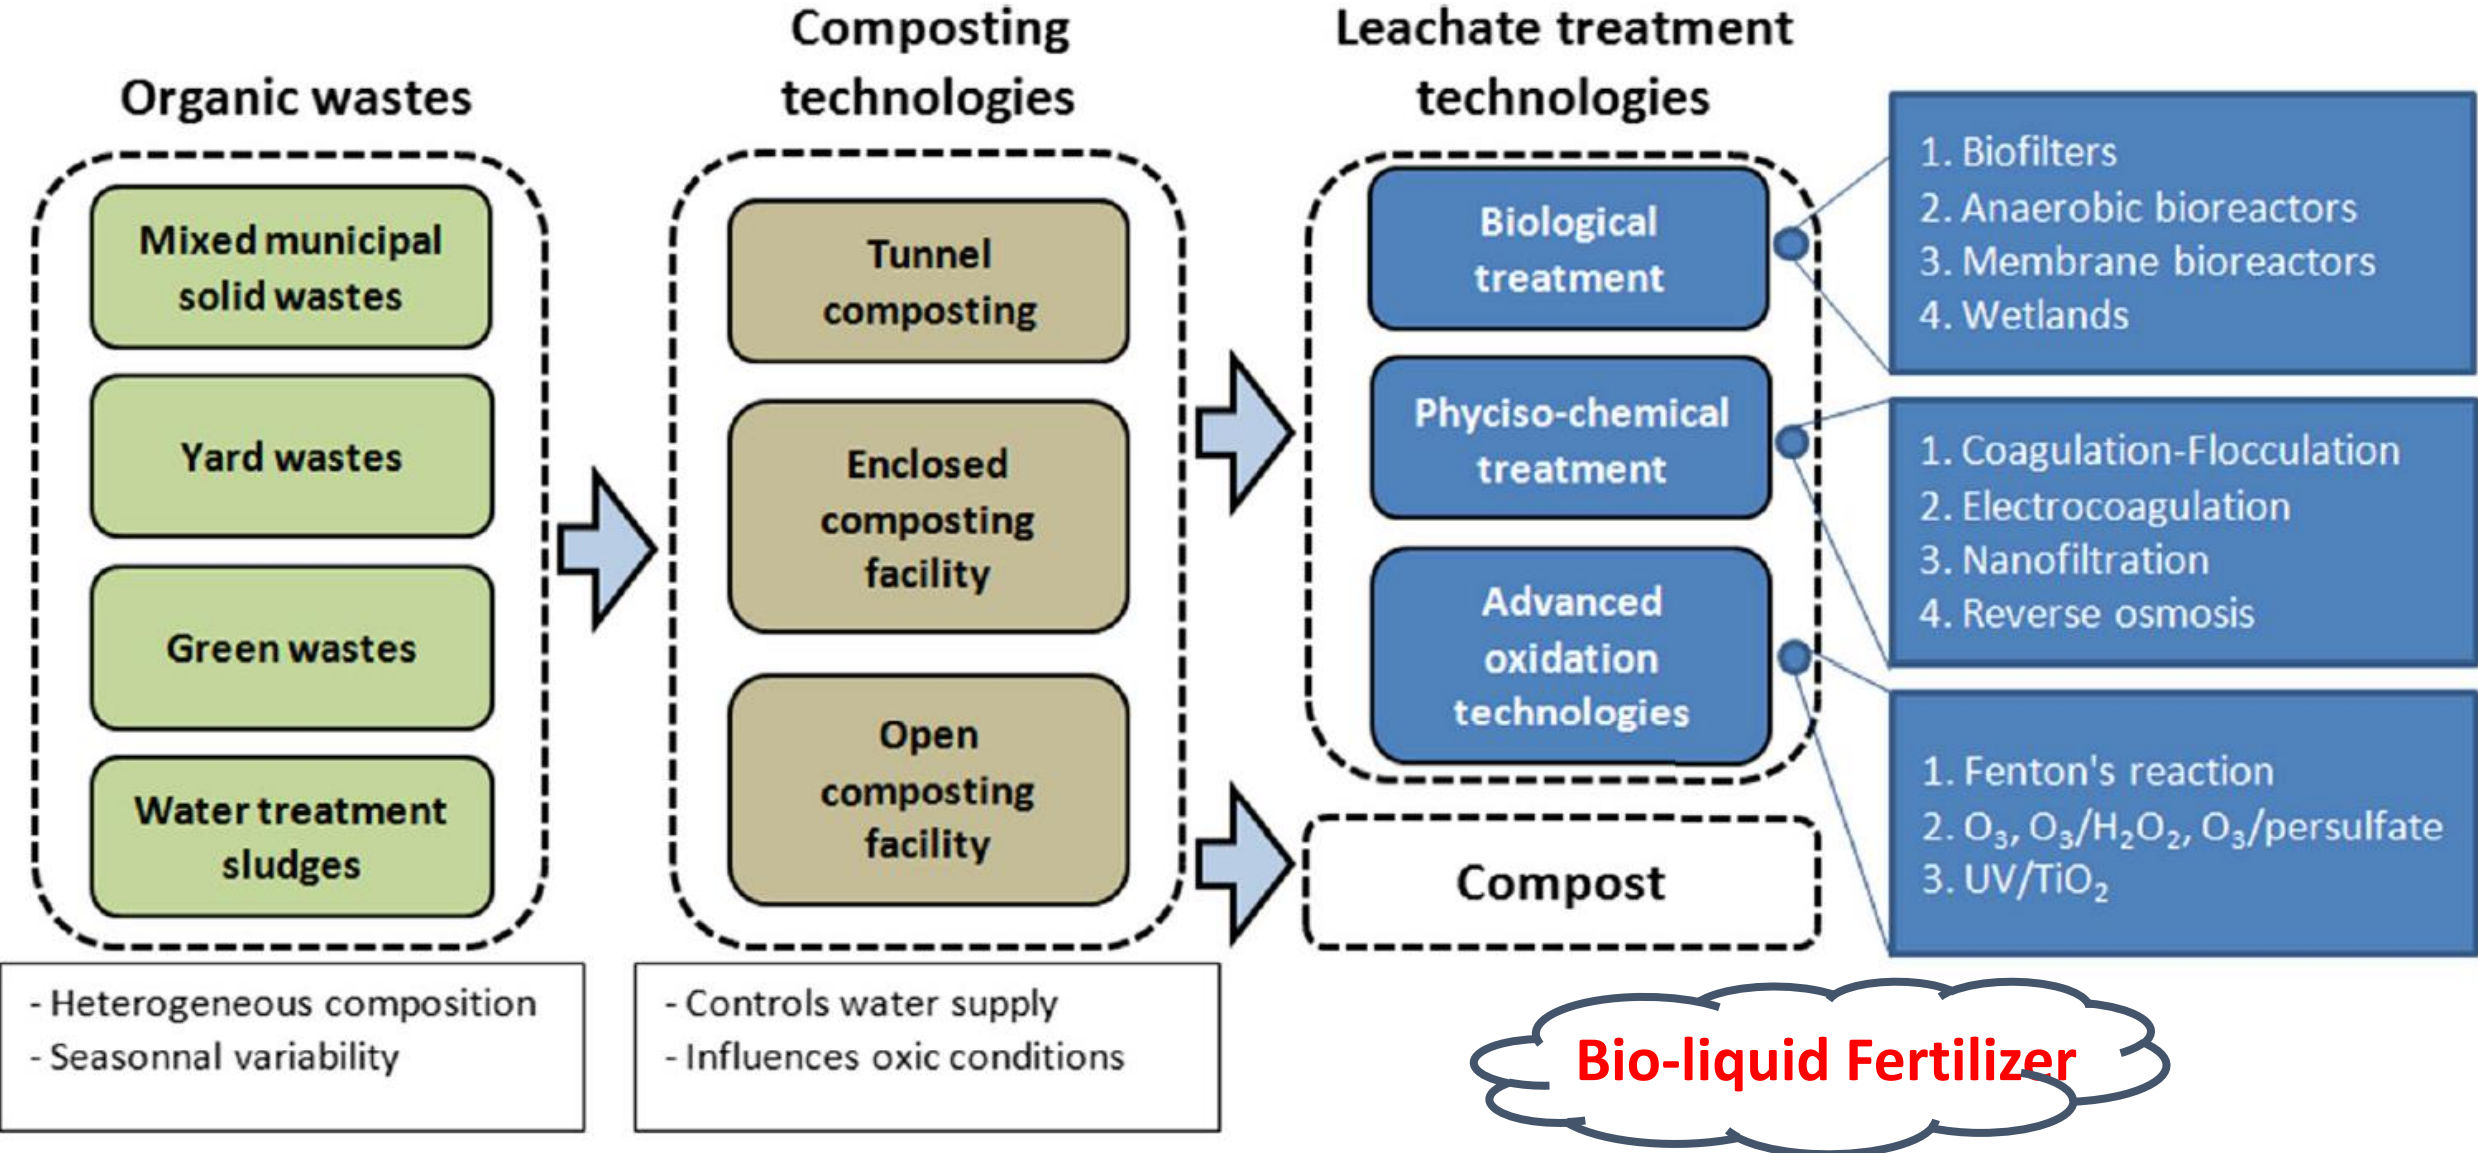 Organic wastes
Mixed municipal
solid wastes
Yard wastes
Green wastes
Water treatment
sludges
- Heterogeneous composition
- Seasonnal variability
Composting
technologies
Tunnel
composting
Enclosed
composting
facility
Open
composting
facility
- Controls water supply
- Influences oxic conditions
Leachate treatment
technologies
Biological
treatment
Phyciso-chemical
treatment
Advanced
oxidation
technologies
Compost
1. Biofilters
2. Anaerobic bioreactors
3. Membrane bioreactors
4. Wetlands
1. Coagulation-Flocculation
2. Electrocoagulation
3. Nanofiltration
4. Reverse osmosis
1. Fenton's reaction
2. O₃, O₃/H₂O₂, O₃/persulfate
3. UV/TiO₂
Bio-liquid Fertilizer